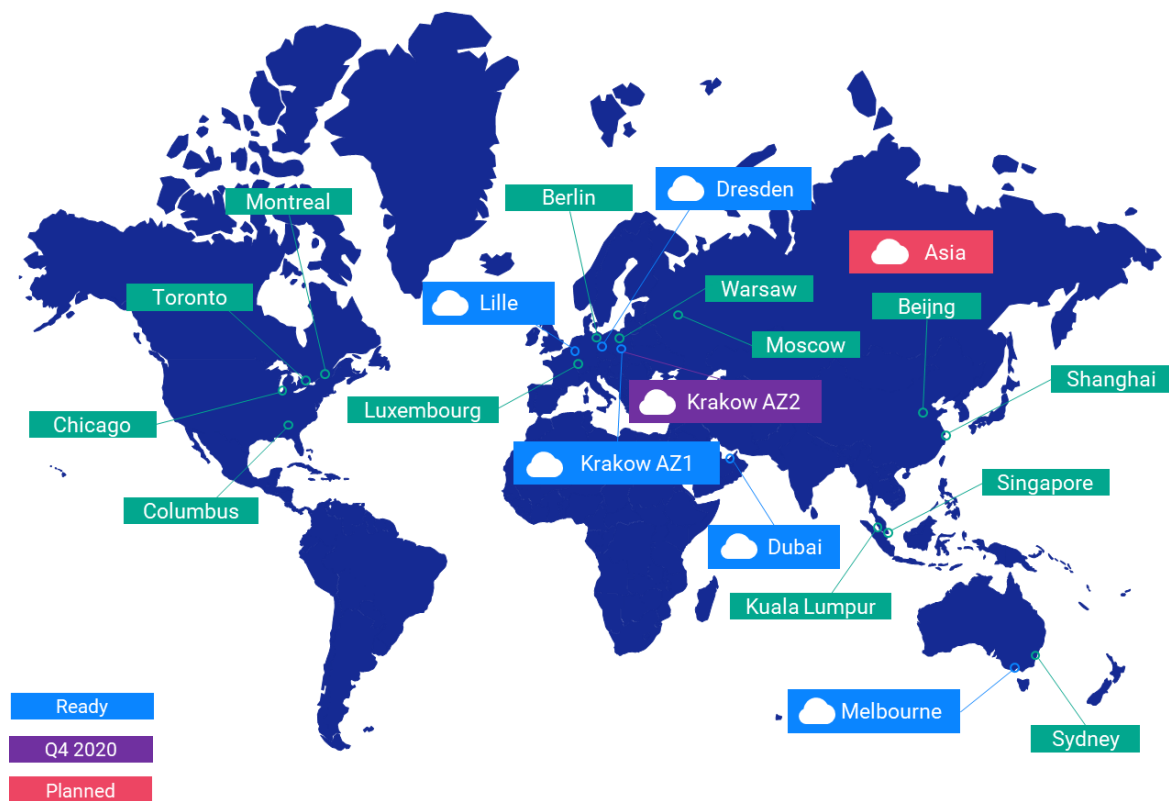 Dresden
Berlin
Montreal
Asia
Warsaw
Toronto
Lille
Beijng
Moscow
Shanghai
Krakow AZ2
Luxembourg
Chicago
Krakow AZ1
Singapore
Columbus
Dubai
Kuala Lumpur
Ready
Melbourne
Sydney
Q4 2020
Planned